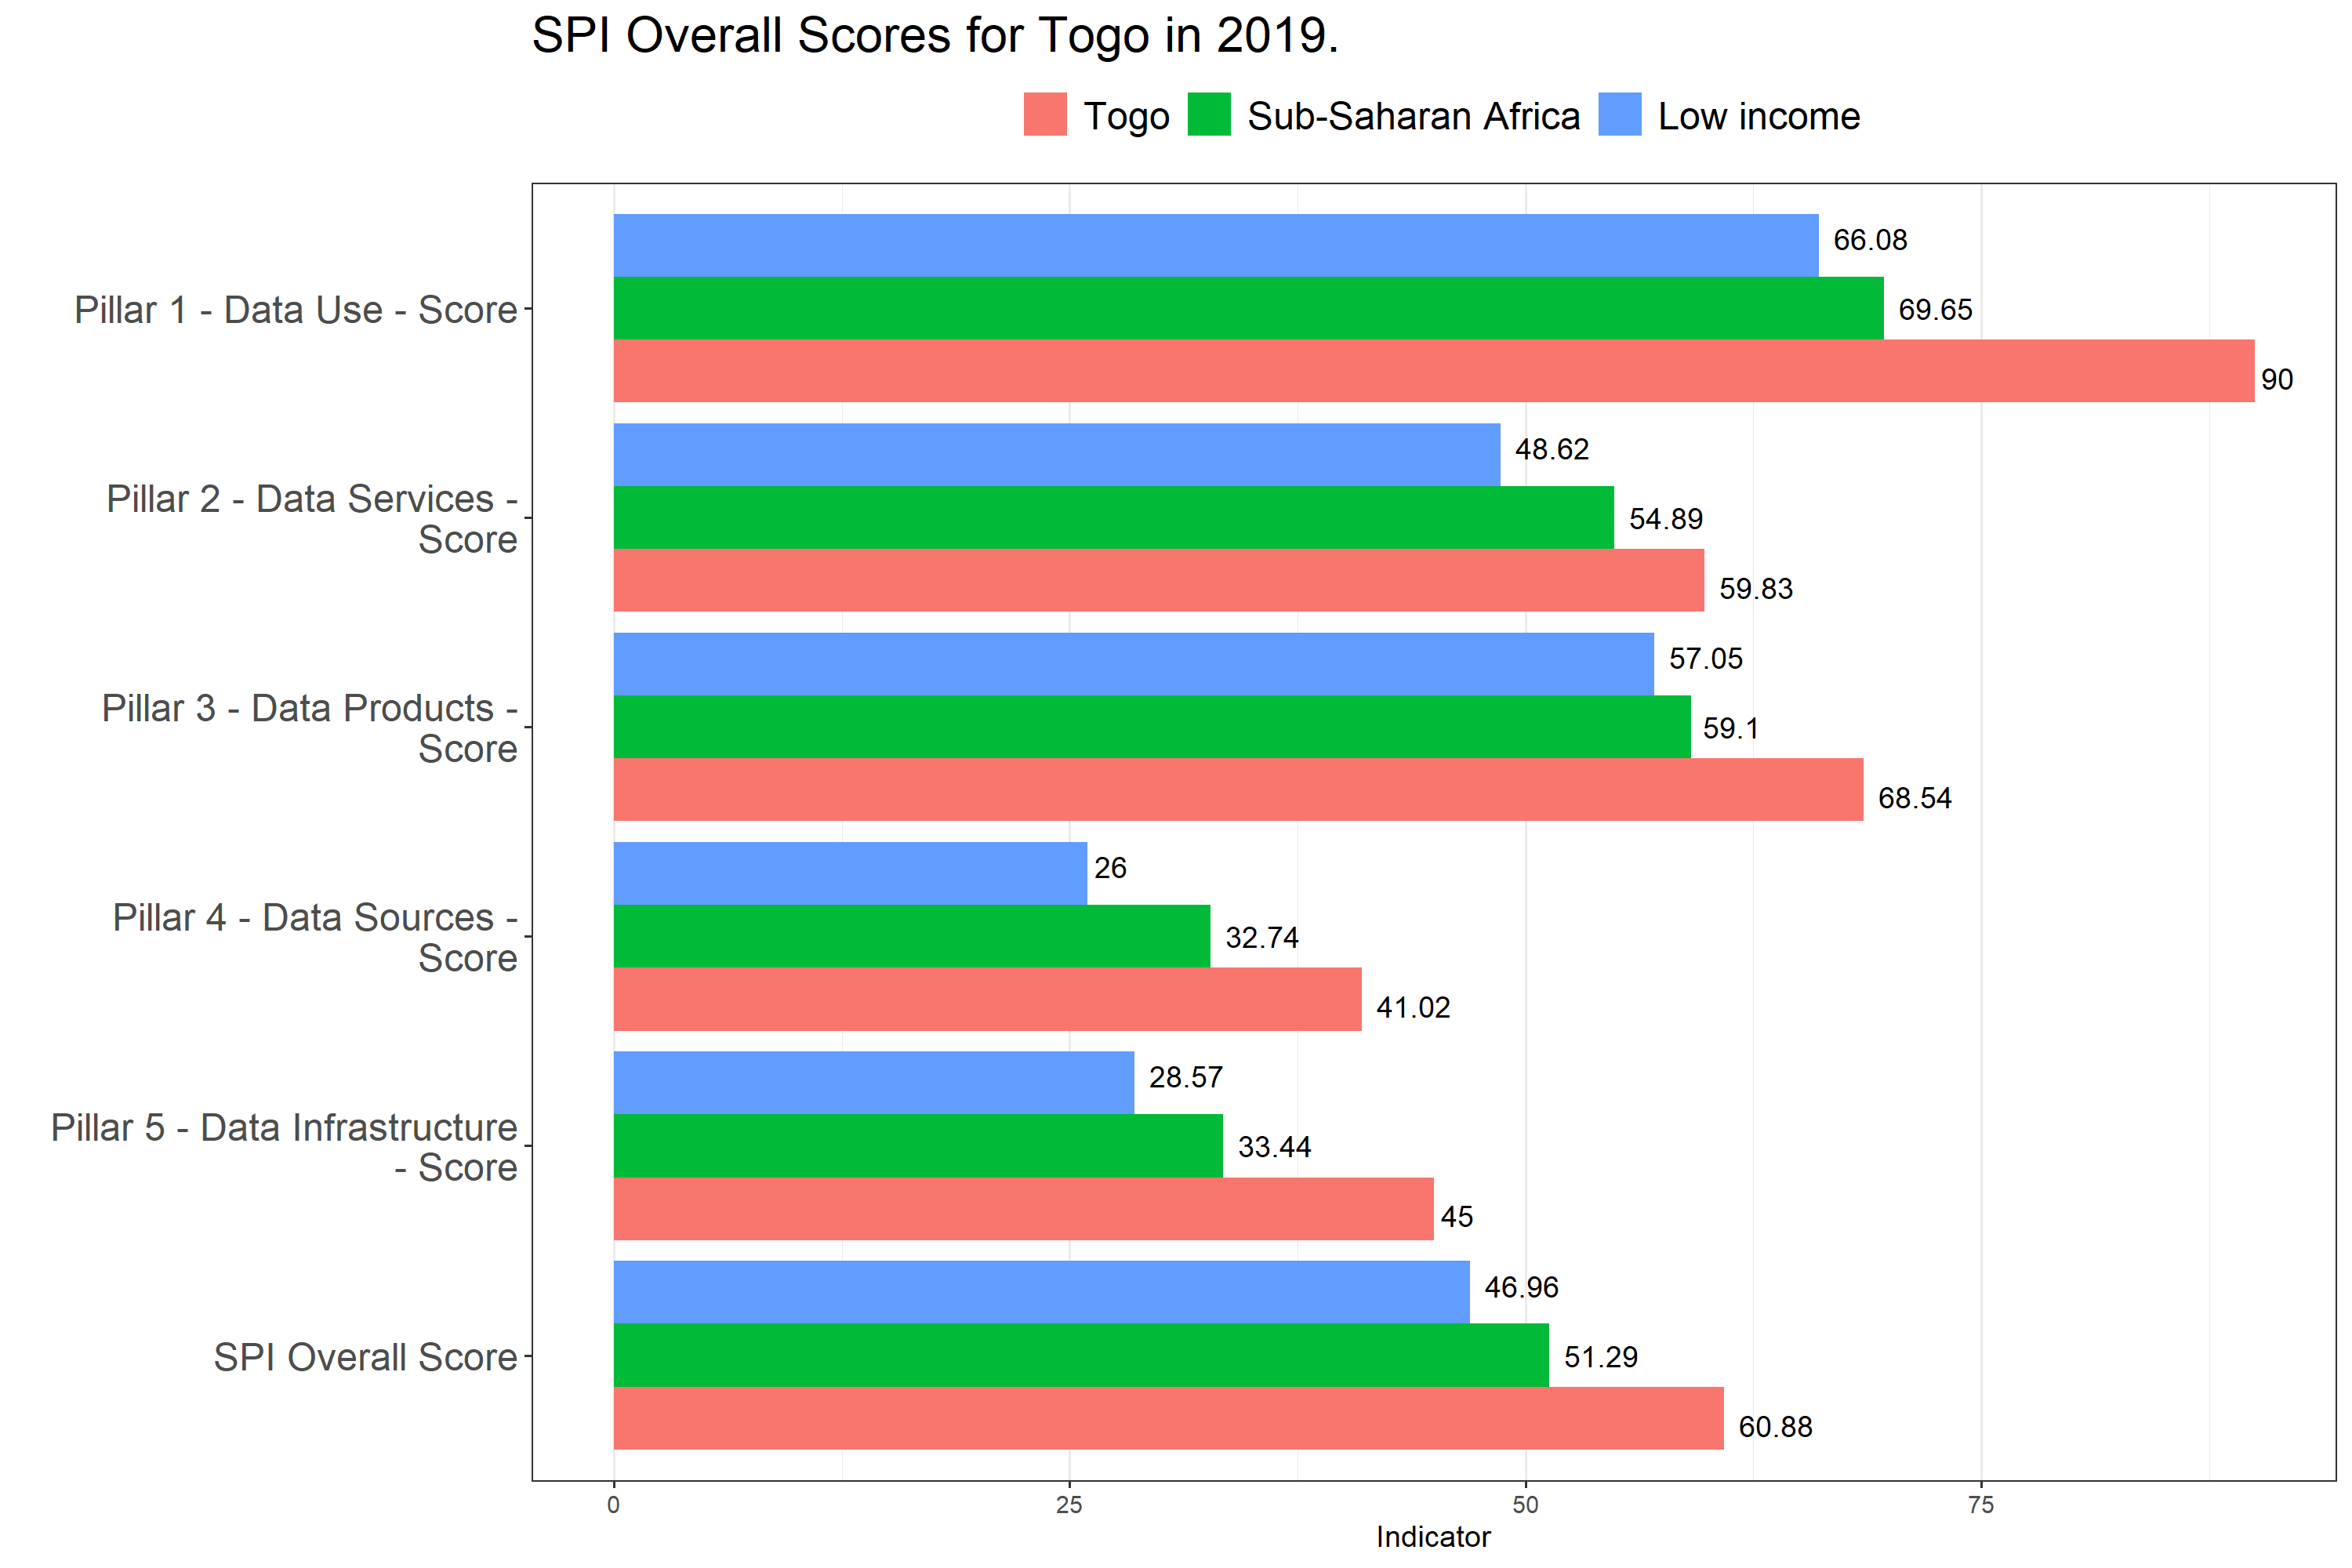 SPI Overall Scores for Togo in 2019.
Togo Sub-Saharan Africa Low income
Pillar 1 - Data Use - Score
66.08
69.65
90
Pillar 2 - Data Services -
Score
48.62
54.89
59.83
Pillar 3 - Data Products -
Score
57.05
59.1
68.54
Pillar 4 - Data Sources -
Score
26
32.74
41.02
Pillar 5 - Data Infrastructure
- Score
28.57
33.44
45
SPI Overall Score
46.96
51.29
60.88
0 25 50 75
Indicator